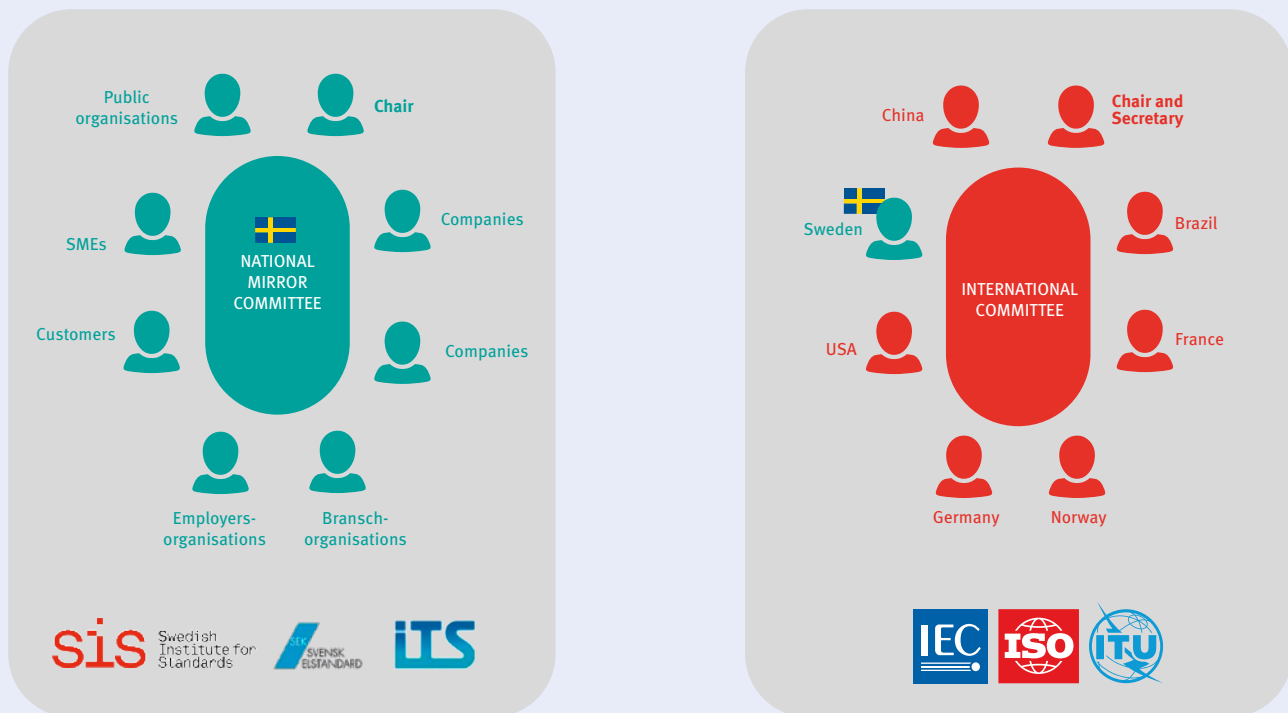 Public
organisations
Chair
SMEs
Companies
NATIONAL
MIRROR
COMMITTEE
Customers
Companies
Employers-
organisations
Bransch-
organisations
sis
Swedish
Institute for
Standards
SEK
SVENSK
ELSTANDARD
iTS
China
Chair and
Secretary
Sweden
Brazil
INTERNATIONAL
COMMITTEE
USA
France
Germany
Norway
IEC
ISO
ITU